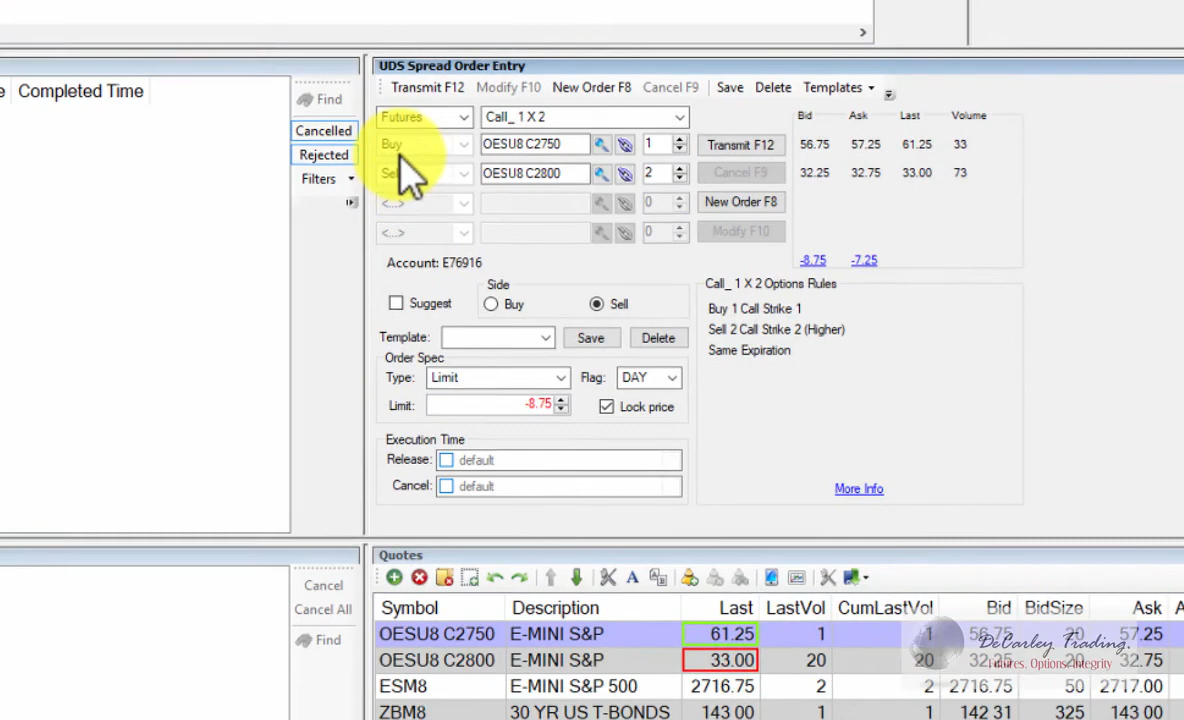 UDS Spread Order Entry
e Completed Time
Find
Cancelled
Rejected
Filters
Transmit F12 Modify F10 New Order F8 Cancel F9 Save Delete Templates
Futures Call_ 1 X 2
Bid Ask Last Volume
Buy OESU8 C2750 1 Transmit F12 56.75 57.25 61.25 33
OESU8 C2800 2 Cancel F9 32.25 32.75 33.00 73
<...> 0 New Order F8
<...> 0 Modify F10
-8.75 -7.25
Account: E76916
Side
Suggest Buy Sell
Template: Save Delete
Order Spec
Type: Limit Flag: DAY
Limit: -8.75 Lock price
Execution Time
Release: default
Cancel: default
Call_ 1 X 2 Options Rules
Buy 1 Call Strike 1
Sell 2 Call Strike 2 (Higher)
Same Expiration
More Info
Quotes
Cancel
Cancel All
Find
Symbol Description Last LastVol CumLastVol Bid BidSize Ask A
OESU8 C2750 E-MINI S&P 61.25 1 1 56.75 20 57.25
OESU8 C2800 E-MINI S&P 33.00 20 20 32.25 20 32.75
ESM8 E-MINI S&P 500 2716.75 2 2 2716.75 50 2717.00
ZBM8 30 YR US T-BONDS 143 00 1 1 142 31 325 143 00
DeCarley Trading.
Futures. Options. Integrity